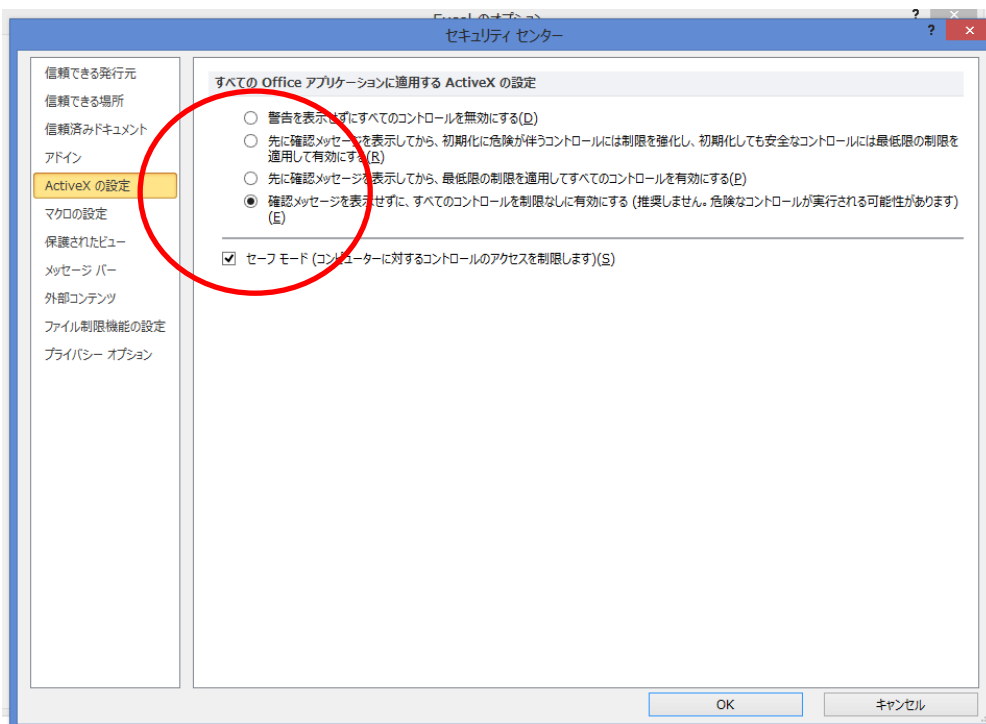 Excel のオプション
? ×
セキュリティ センター
? ×
信頼できる発行元
信頼できる場所
信頼済みドキュメント
アドイン
ActiveX の設定
マクロの設定
保護されたビュー
メッセージ バー
外部コンテンツ
ファイル制限機能の設定
プライバシー オプション
すべての Office アプリケーションに適用する ActiveX の設定
警告を表示せずにすべてのコントロールを無効にする(D)
先に確認メッセージを表示してから、初期化に危険が伴うコントロールには制限を強化し、初期化しても安全なコントロールには最低限の制限を
適用して有効にする(R)
先に確認メッセージを表示してから、最低限の制限を適用してすべてのコントロールを有効にする(P)
確認メッセージを表示せずに、すべてのコントロールを制限なしに有効にする (推奨しません。危険なコントロールが実行される可能性があります)
(E)
セーフ モード (コンピューターに対するコントロールのアクセスを制限します)(S)
OK
キャンセル